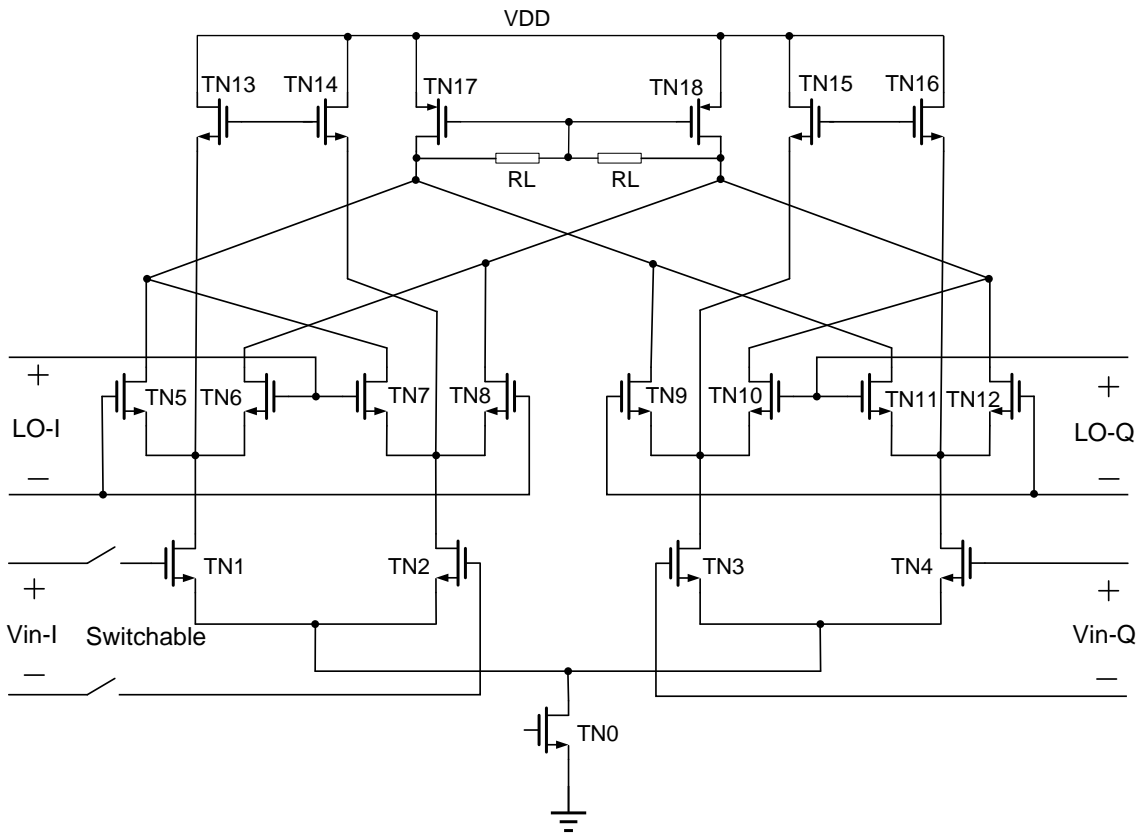 VDD
TN13 TN14 TN17 TN18 TN15 TN16
RL RL
+ +
TN5 TN6 TN7 TN8 TN9 TN10 TN11 TN12
LO-I LO-Q
— —
TN1 TN2 TN3 TN4
+ +
Vin-I Switchable Vin-Q
— —
TN0